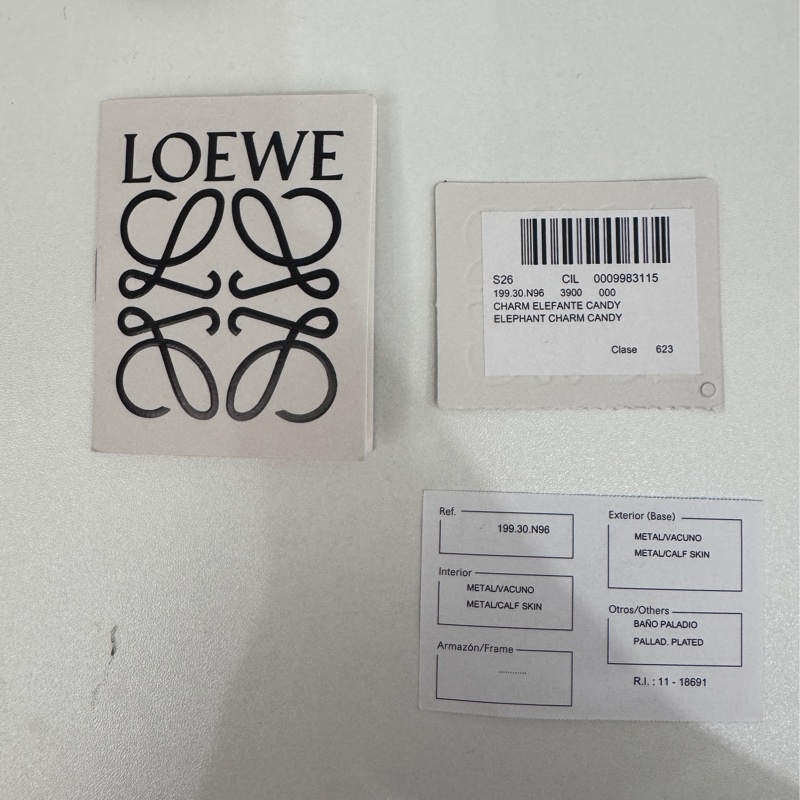 LOEWE
S26 CIL 0009983115
199.30.N96 3900 000
CHARM ELEFANTE CANDY
ELEPHANT CHARM CANDY
Clase 623
Ref.
199.30.N96
Interior
METAL/VACUNO
METAL/CALF SKIN
Armazón/Frame
............
Exterior (Base)
METAL/VACUNO
METAL/CALF SKIN
Otros/Others
BAÑO PALADIO
PALLAD. PLATED
R.I. : 11 - 18691